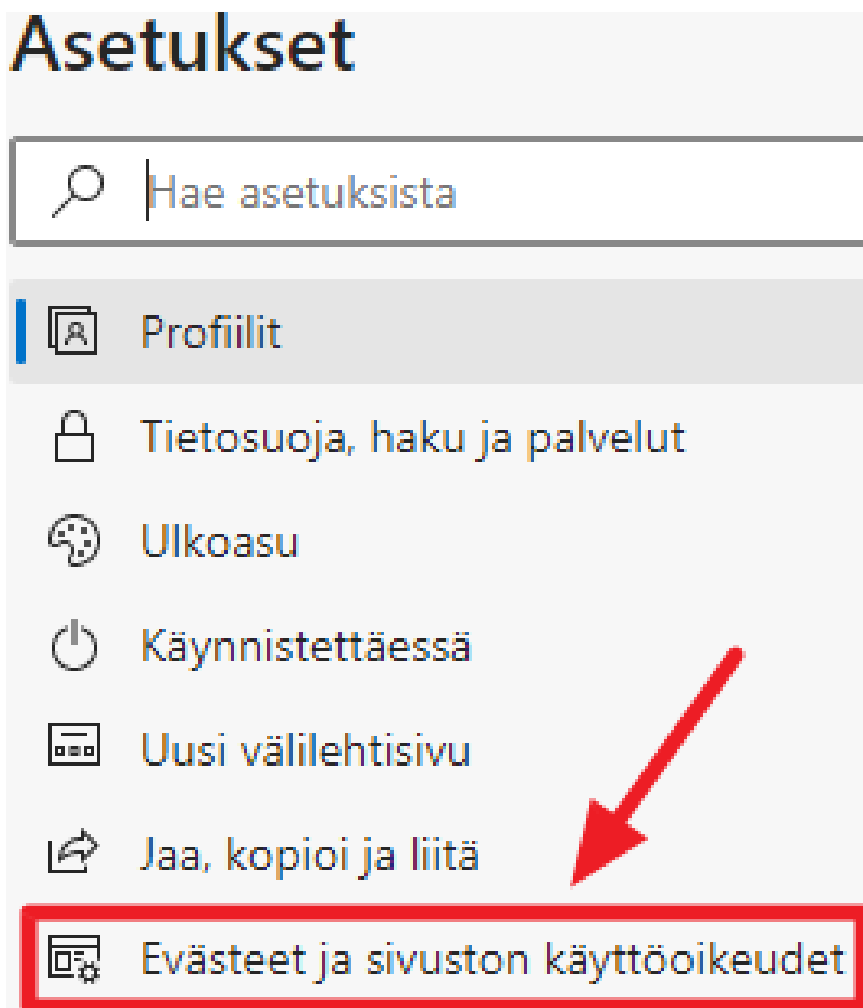 Asetukset
Hae asetuksista
Profiilit
Tietosuoja, haku ja palvelut
Ulkoasu
Käynnistettäessä
Uusi välilehtisivu
Jaa, kopioi ja liitä
Evästeet ja sivuston käyttöoikeudet